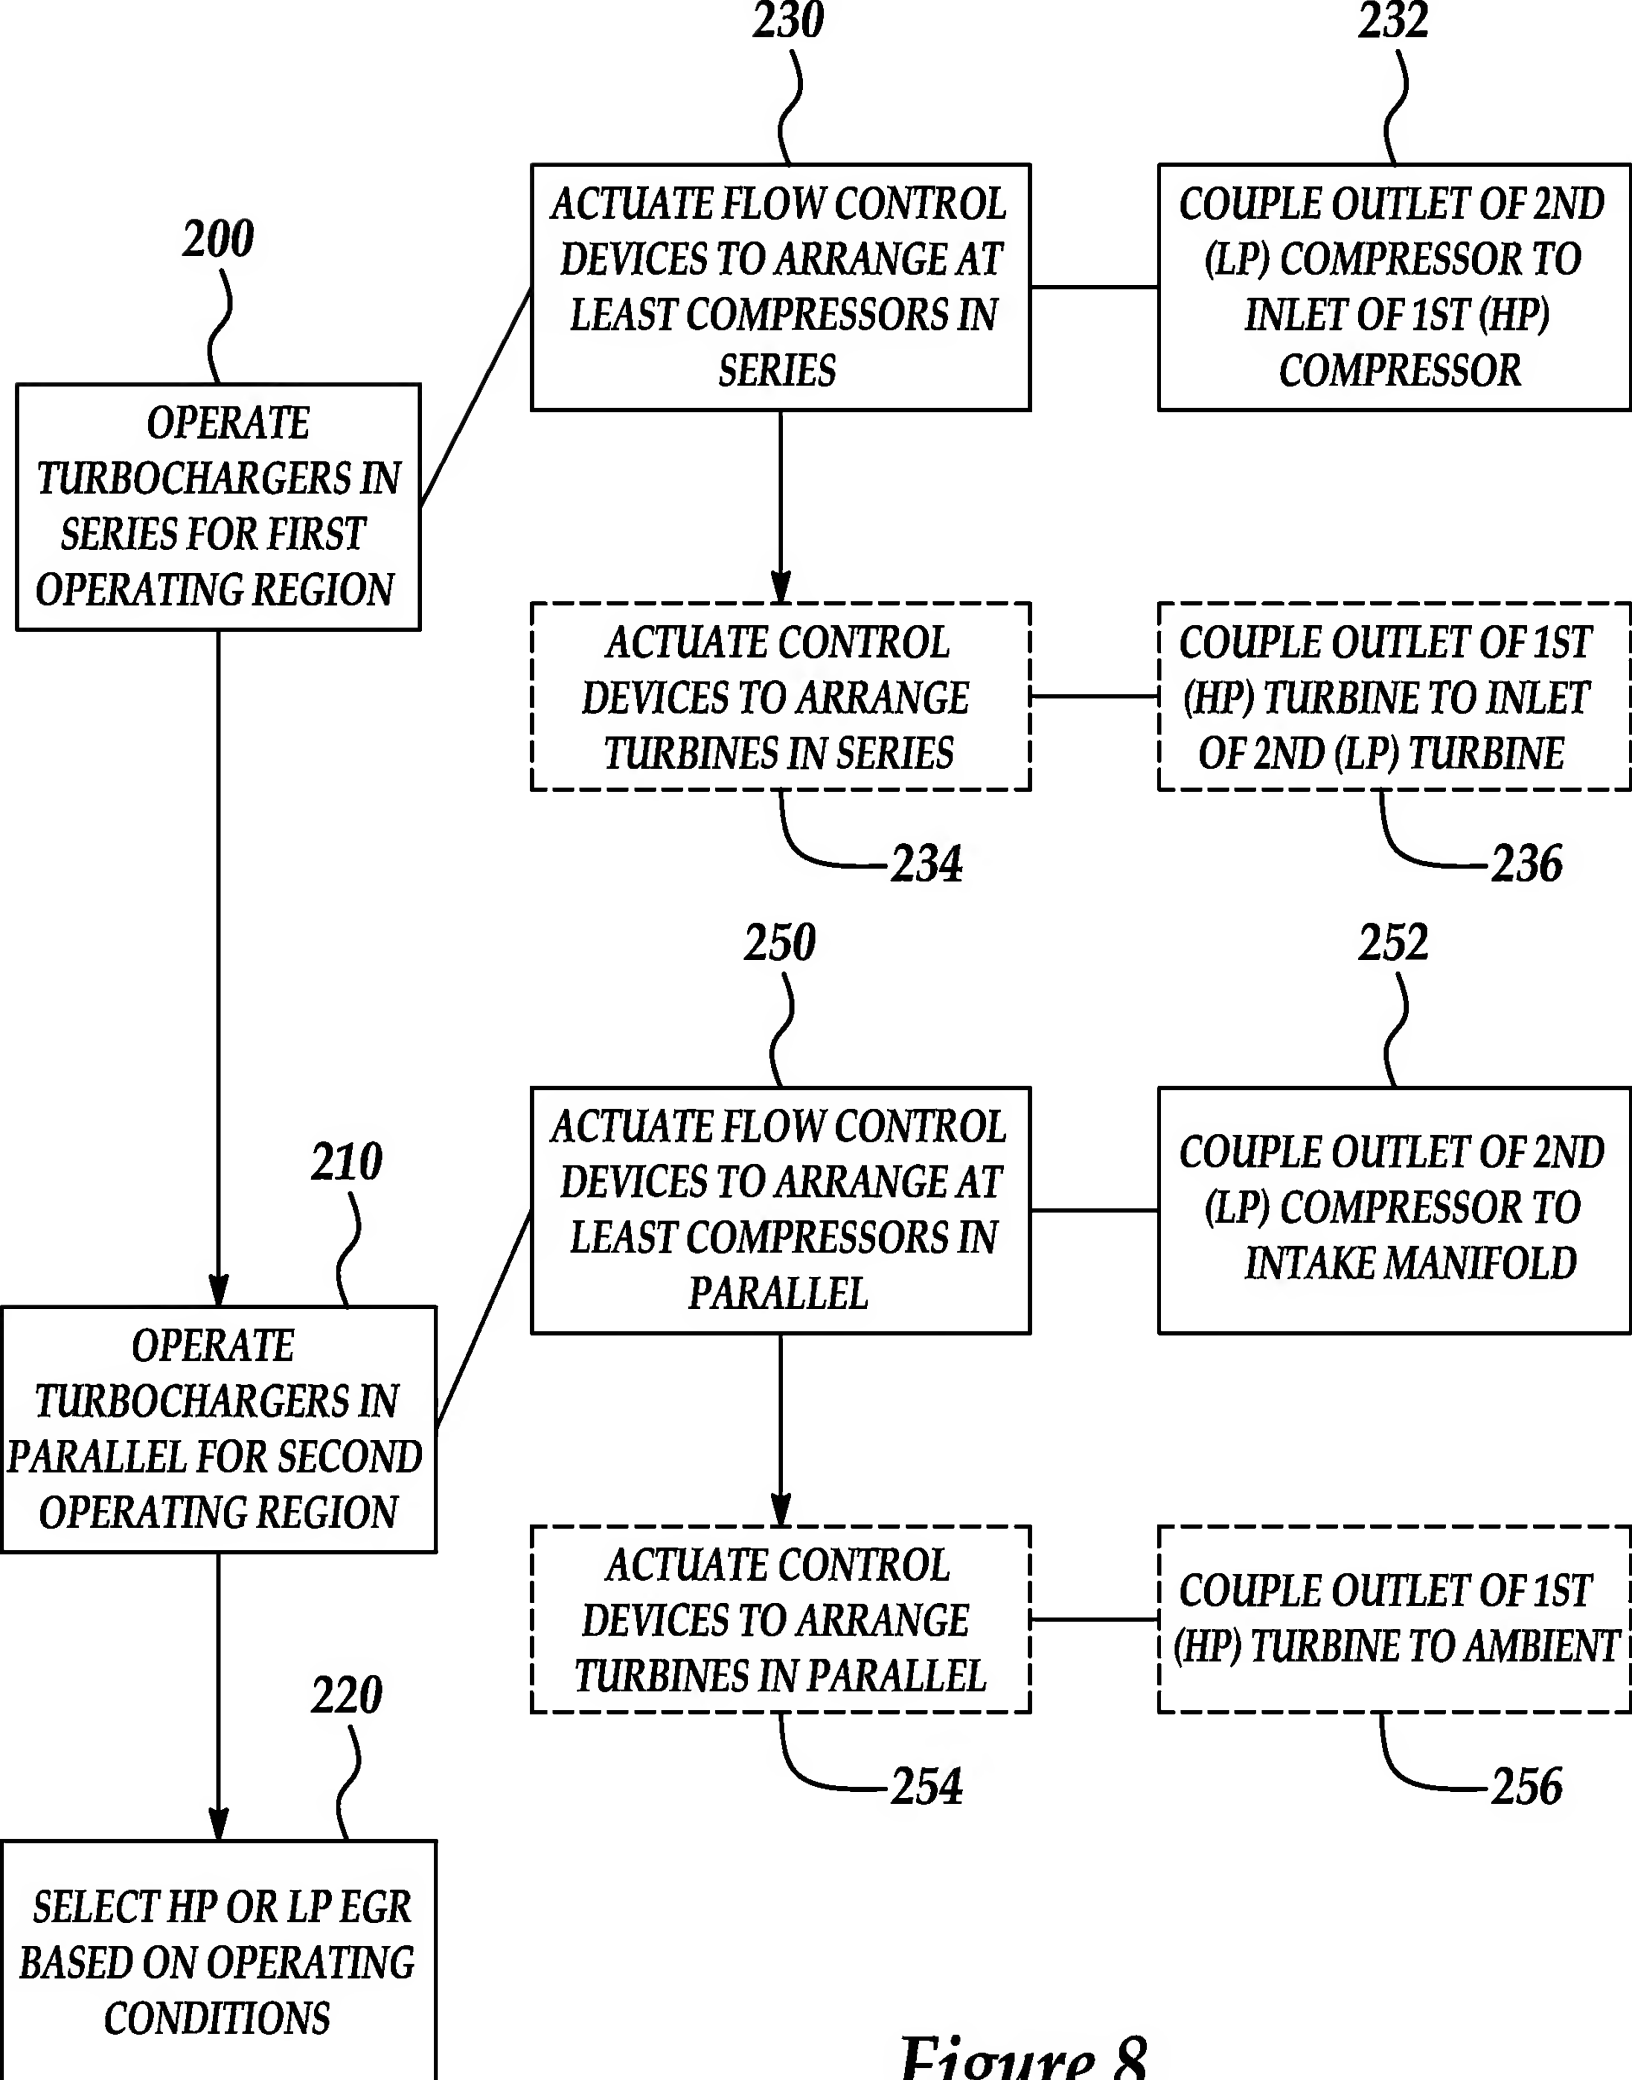 230
232
ACTUATE FLOW CONTROL
DEVICES TO ARRANGE AT
LEAST COMPRESSORS IN
SERIES
COUPLE OUTLET OF 2ND
(LP) COMPRESSOR TO
INLET OF 1ST (HP)
COMPRESSOR
200
OPERATE
TURBOCHARGERS IN
SERIES FOR FIRST
OPERATING REGION
ACTUATE CONTROL
DEVICES TO ARRANGE
TURBINES IN SERIES
COUPLE OUTLET OF 1ST
(HP) TURBINE TO INLET
OF 2ND (LP) TURBINE
234
236
250
252
ACTUATE FLOW CONTROL
DEVICES TO ARRANGE AT
LEAST COMPRESSORS IN
PARALLEL
COUPLE OUTLET OF 2ND
(LP) COMPRESSOR TO
INTAKE MANIFOLD
210
OPERATE
TURBOCHARGERS IN
PARALLEL FOR SECOND
OPERATING REGION
ACTUATE CONTROL
DEVICES TO ARRANGE
TURBINES IN PARALLEL
COUPLE OUTLET OF 1ST
(HP) TURBINE TO AMBIENT
254
256
220
SELECT HP OR LP EGR
BASED ON OPERATING
CONDITIONS
Figure 8